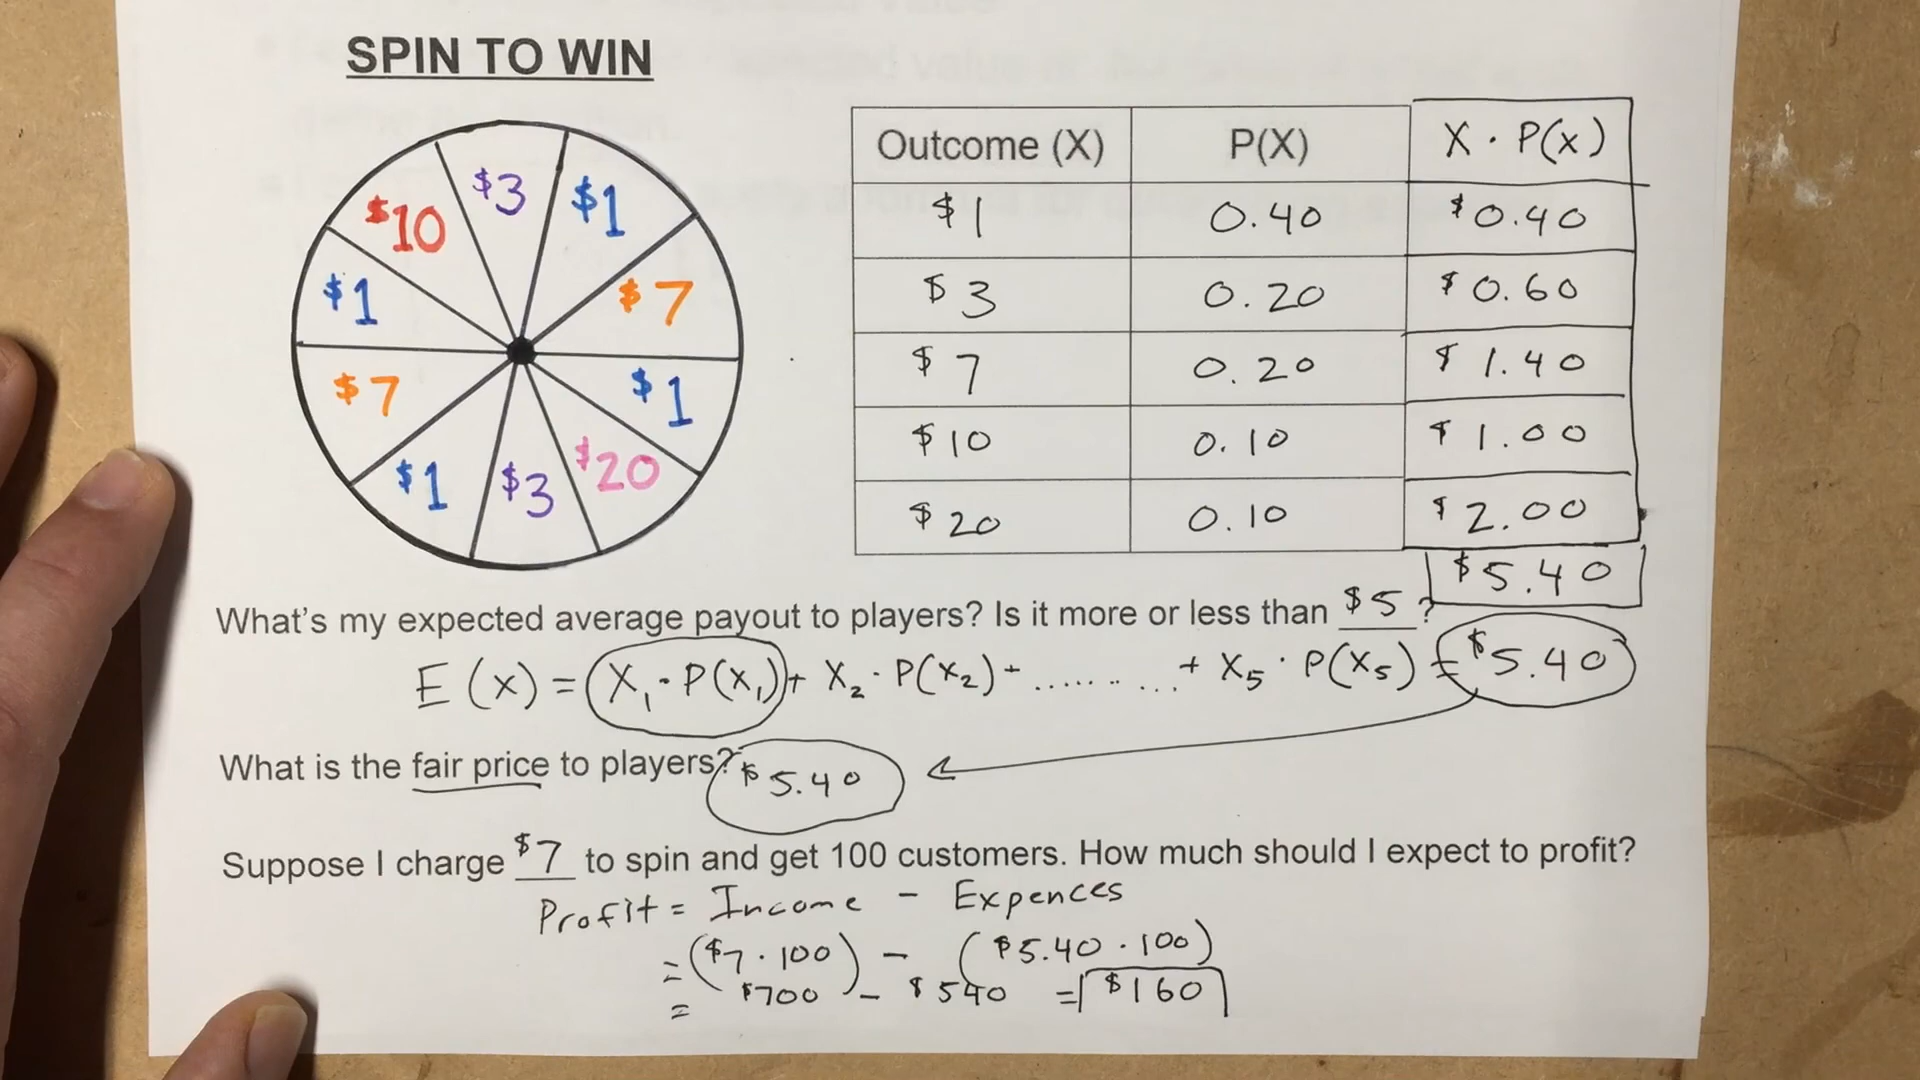 SPIN TO WIN
$3
$1
$10
$7
$1
$1
$7
$20
$1
$3
Outcome (X) P(X) X · P(x)
$1 0.40 $0.40
$3 0.20 $0.60
$7 0.20 $1.40
$10 0.10 $1.00
$20 0.10 $2.00
$5.40
What's my expected average payout to players? Is it more or less than $5?
E(x) = X₁ · P(X₁) + X₂ · P(X₂) + ........... + X₅ · P(X₅) = $5.40
What is the fair price to players? $5.40
Suppose I charge $7 to spin and get 100 customers. How much should I expect to profit?
Profit = Income - Expences
= ($7 · 100) - ($5.40 · 100)
= $700 - $540 = $160